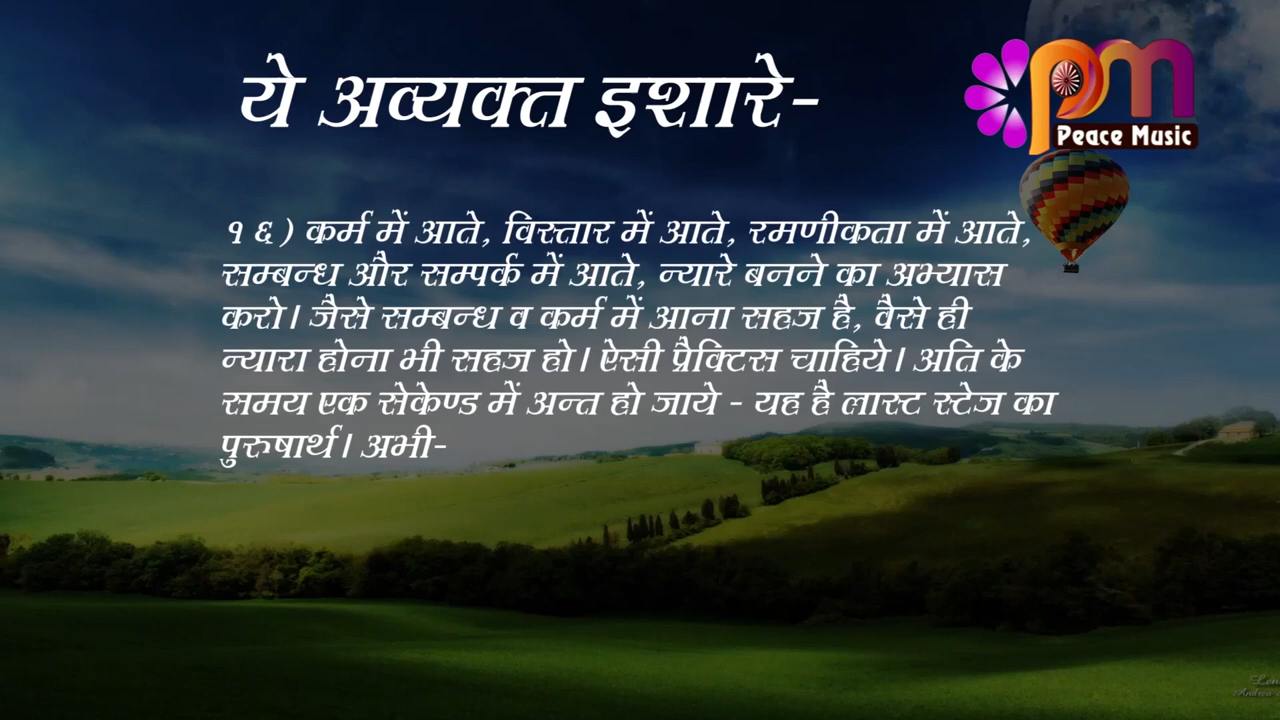 ये अव्यक्त इशारे-
pm
Peace Music
१६) कर्म में आते, विस्तार में आते, रमणीकता में आते,
सम्बन्ध और सम्पर्क में आते, न्यारे बनने का अभ्यास
करो। जैसे सम्बन्ध व कर्म में आना सहज है, वैसे ही
न्यारा होना भी सहज हो। ऐसी प्रैक्टिस चाहिये। अति के
समय एक सेकेण्ड में अन्त हो जाये - यह है लास्ट स्टेज का
पुरुषार्थ। अभी-